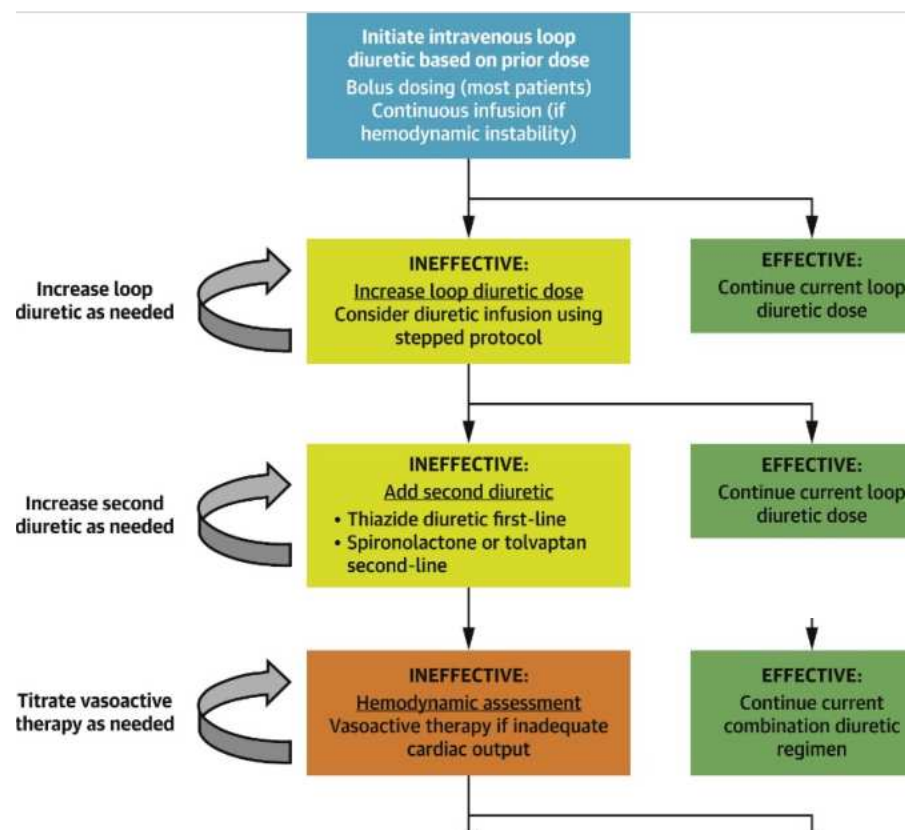 Initiate intravenous loop
diuretic based on prior dose
Bolus dosing (most patients)
Continuous infusion (if
hemodynamic instability)
Increase loop
diuretic as needed
INEFFECTIVE:
Increase loop diuretic dose
Consider diuretic infusion using
stepped protocol
EFFECTIVE:
Continue current loop
diuretic dose
Increase second
diuretic as needed
INEFFECTIVE:
Add second diuretic
• Thiazide diuretic first-line
• Spironolactone or tolvaptan
second-line
EFFECTIVE:
Continue current loop
diuretic dose
Titrate vasoactive
therapy as needed
INEFFECTIVE:
Hemodynamic assessment
Vasoactive therapy if inadequate
cardiac output
EFFECTIVE:
Continue current
combination diuretic
regimen